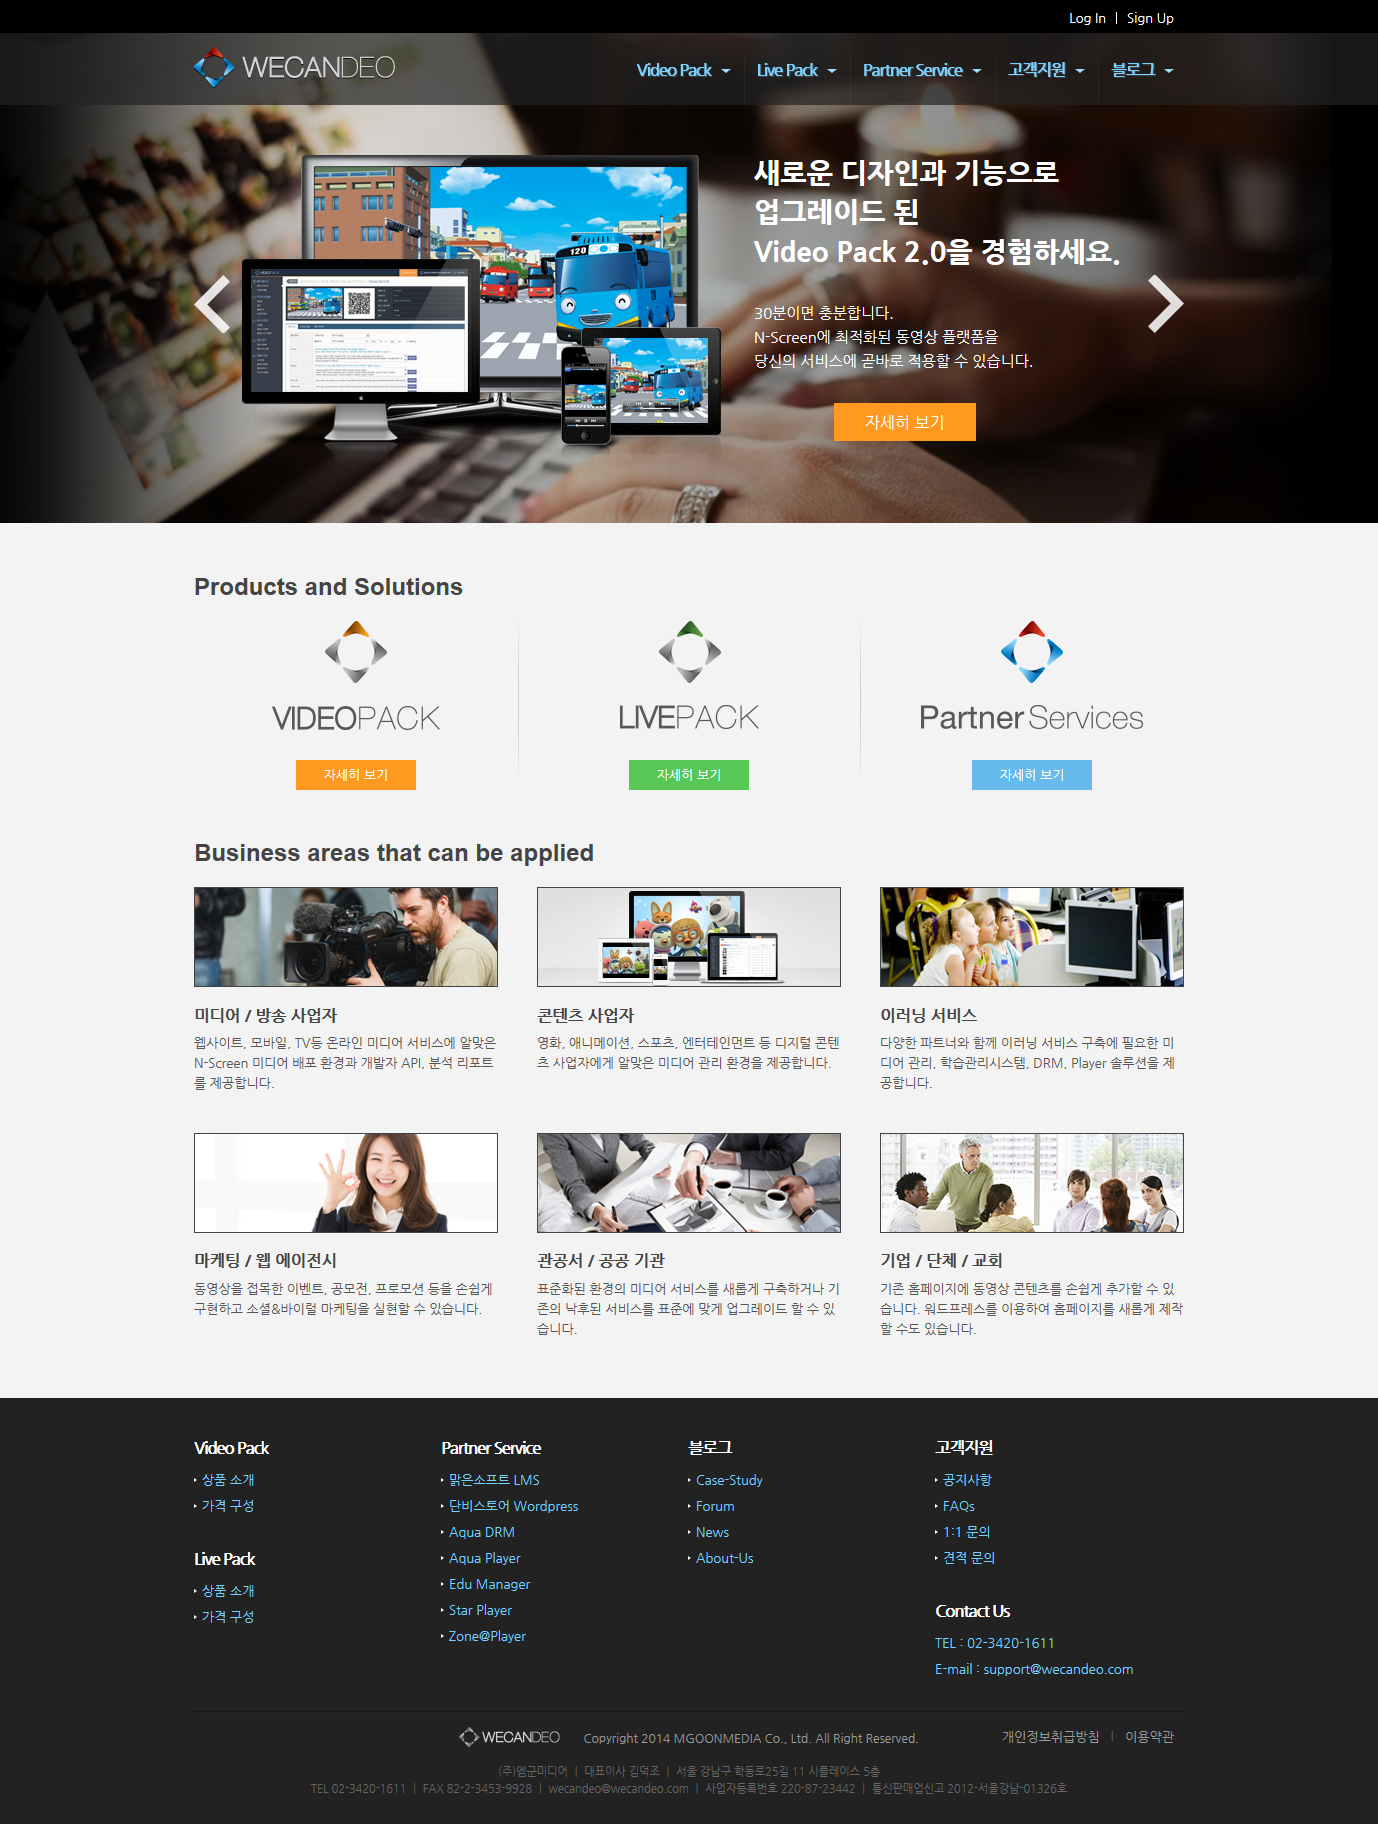 Log In | Sign Up
WECANDEO
Video Pack
Live Pack
Partner Service
고객지원
블로그
새로운 디자인과 기능으로
업그레이드 된
Video Pack 2.0을 경험하세요.
30분이면 충분합니다.
N-Screen에 최적화된 동영상 플랫폼을
당신의 서비스에 곧바로 적용할 수 있습니다.
자세히 보기
120
Products and Solutions
VIDEOPACK
LIVEPACK
Partner Services
자세히 보기
자세히 보기
자세히 보기
Business areas that can be applied
미디어 / 방송 사업자
웹사이트, 모바일, TV등 온라인 미디어 서비스에 알맞은
N-Screen 미디어 배포 환경과 개발자 API, 분석 리포트
를 제공합니다.
콘텐츠 사업자
영화, 애니메이션, 스포츠, 엔터테인먼트 등 디지털 콘텐
츠 사업자에게 알맞은 미디어 관리 환경을 제공합니다.
이러닝 서비스
다양한 파트너와 함께 이러닝 서비스 구축에 필요한 미
디어 관리, 학습관리시스템, DRM, Player 솔루션을 제
공합니다.
마케팅 / 웹 에이전시
동영상을 접목한 이벤트, 공모전, 프로모션 등을 손쉽게
구현하고 소셜&바이럴 마케팅을 실현할 수 있습니다.
관공서 / 공공 기관
표준화된 환경의 미디어 서비스를 새롭게 구축하거나 기
존의 낙후된 서비스를 표준에 맞게 업그레이드 할 수 있
습니다.
기업 / 단체 / 교회
기존 홈페이지에 동영상 콘텐츠를 손쉽게 추가할 수 있
습니다. 워드프레스를 이용하여 홈페이지를 새롭게 제작
할 수도 있습니다.
Video Pack
상품 소개
가격 구성
Live Pack
상품 소개
가격 구성
Partner Service
맑은소프트 LMS
단비스토어 Wordpress
Aqua DRM
Aqua Player
Edu Manager
Star Player
Zone@Player
블로그
Case-Study
Forum
News
About-Us
고객지원
공지사항
FAQs
1:1 문의
견적 문의
Contact Us
TEL : 02-3420-1611
E-mail : support@wecandeo.com
WECANDEO
Copyright 2014 MGOONMEDIA Co., Ltd. All Right Reserved.
개인정보취급방침 | 이용약관
(주)엠군미디어 | 대표이사 김덕조 | 서울 강남구 학동로25길 11 시플레이스 5층
TEL 02-3420-1611 | FAX 82-2-3453-9928 | wecandeo@wecandeo.com | 사업자등록번호 220-87-23442 | 통신판매업신고 2012-서울강남-01326호